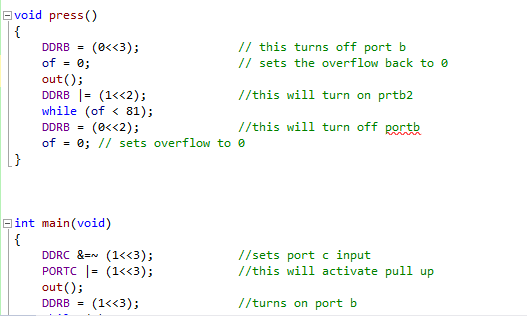 void press()
{
DDRB = (0<<3); // this turns off port b
of = 0; // sets the overflow back to 0
out();
DDRB |= (1<<2); //this will turn on prtb2
while (of < 81);
DDRB = (0<<2); //this will turn off portb
of = 0; // sets overflow to 0
}
int main(void)
{
DDRC &=~ (1<<3); //sets port c input
PORTC |= (1<<3); //this will activate pull up
out();
DDRB = (1<<3); //turns on port b